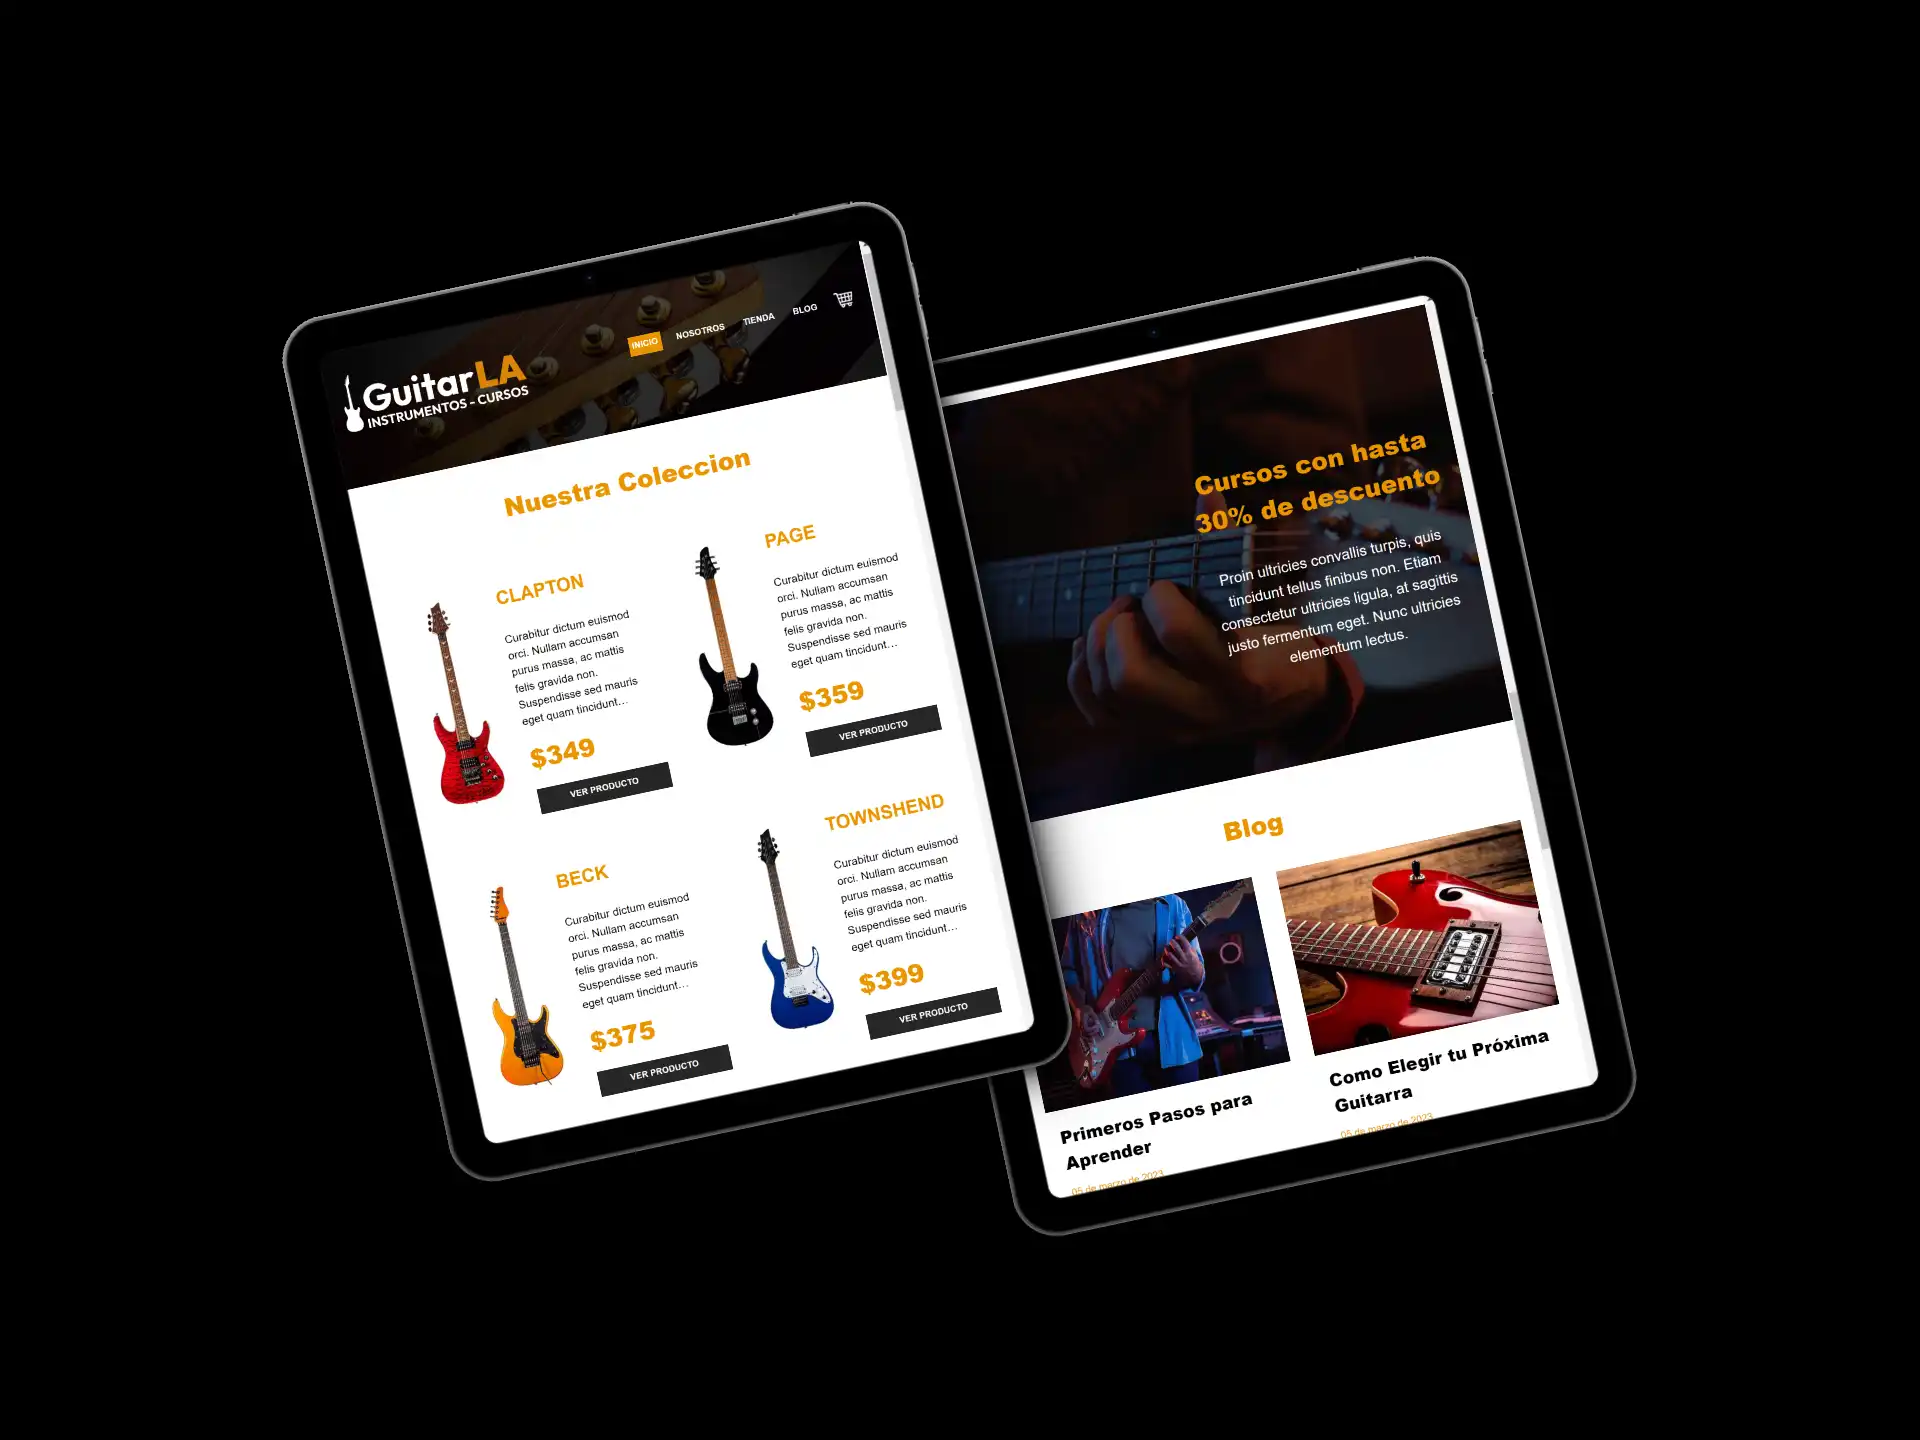 GuitarLA
INSTRUMENTOS - CURSOS
INICIO
NOSOTROS
TIENDA
BLOG
Nuestra Coleccion
CLAPTON
Curabitur dictum euismod
orci. Nullam accumsan
purus massa, ac mattis
felis gravida non.
Suspendisse sed mauris
eget quam tincidunt...
$349
VER PRODUCTO
PAGE
Curabitur dictum euismod
orci. Nullam accumsan
purus massa, ac mattis
felis gravida non.
Suspendisse sed mauris
eget quam tincidunt...
$359
VER PRODUCTO
BECK
Curabitur dictum euismod
orci. Nullam accumsan
purus massa, ac mattis
felis gravida non.
Suspendisse sed mauris
eget quam tincidunt...
$375
VER PRODUCTO
TOWNSHEND
Curabitur dictum euismod
orci. Nullam accumsan
purus massa, ac mattis
felis gravida non.
Suspendisse sed mauris
eget quam tincidunt...
$399
VER PRODUCTO
Cursos con hasta
30% de descuento
Proin ultricies convallis turpis, quis
tincidunt tellus finibus non. Etiam
consectetur ultricies ligula, at sagittis
justo fermentum eget. Nunc ultricies
elementum lectus.
Blog
Primeros Pasos para
Aprender
05 de marzo de 2023
Como Elegir tu Próxima
Guitarra
05 de marzo de 2023